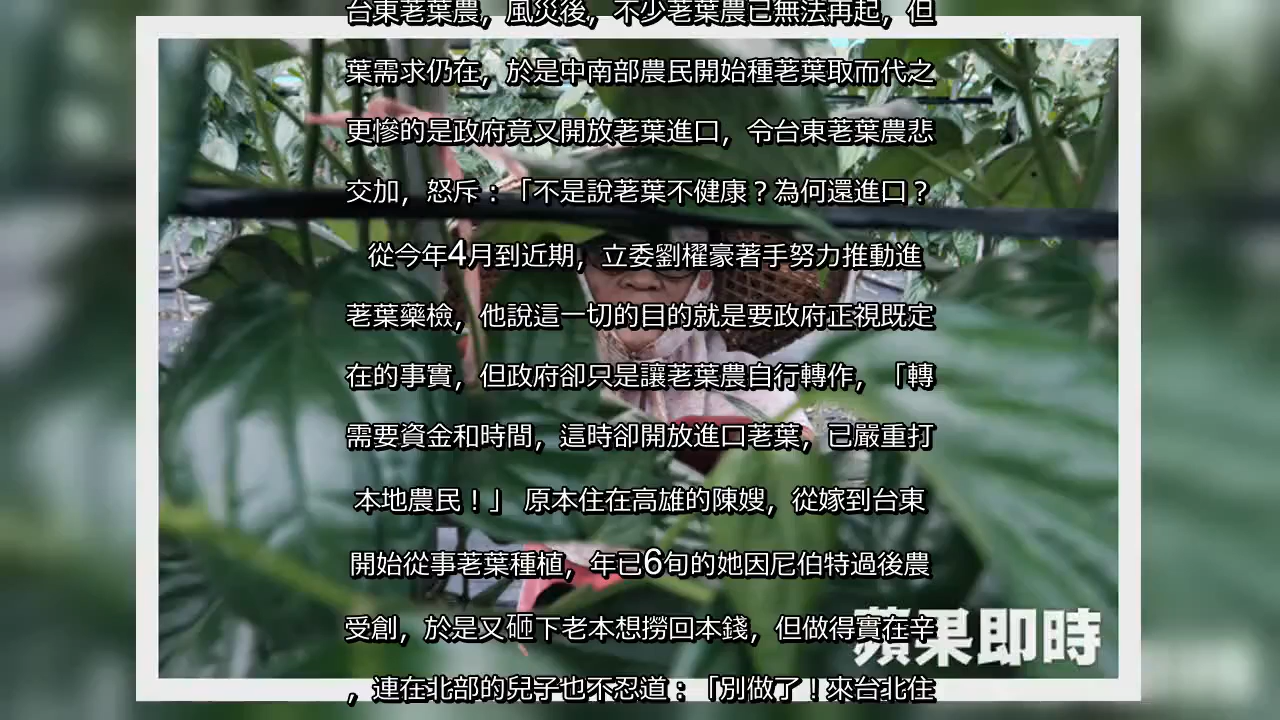 台東荖葉農，風災後，不少荖葉農已無法再起，但
葉需求仍在，於是中南部農民開始種荖葉取而代之
更慘的是政府竟又開放荖葉進口，令台東荖葉農悲
交加，怒斥：「不是說荖葉不健康？為何還進口？
從今年4月到近期，立委劉櫂豪著手努力推動進
荖葉藥檢，他說這一切的目的就是要政府正視既定
在的事實，但政府卻只是讓荖葉農自行轉作，「轉
需要資金和時間，這時卻開放進口荖葉，已嚴重打
本地農民！」 原本住在高雄的陳嫂，從嫁到台東
開始從事荖葉種植，年已6旬的她因尼伯特過後農
受創，於是又砸下老本想撈回本錢，但做得實在辛
，連在北部的兒子也不忍道：「別做了！來台北住
蘋果即時